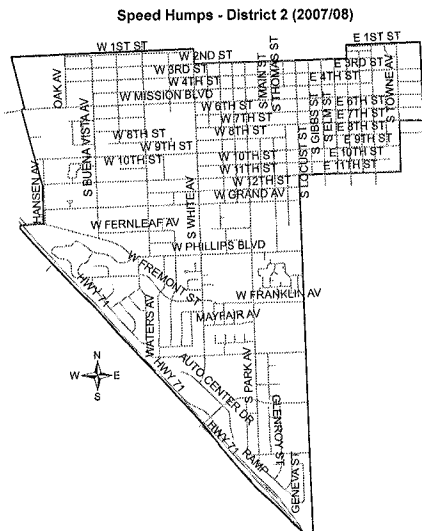 Speed Humps - District 2 (2007/08)
W 1ST ST
E 1ST ST
W 2ND ST
W 3RD ST
E 3RD ST
W 4TH ST
E 4TH ST
OAK AV
S MAIN ST
S THOMAS ST
S TOWNE AV
W MISSION BLVD
S BUENA VISTA AV
W 6TH ST
E 6TH ST
W 7TH ST
E 7TH ST
S GIBBS ST
S ELM ST
W 8TH ST
W 8TH ST
E 8TH ST
W 9TH ST
E 9TH ST
W 10TH ST
W 10TH ST
E 10TH ST
W 11TH ST
E 11TH ST
S LOCUST ST
W 12TH ST
HANSEN AV
S WHITE AV
W GRAND AV
W FERNLEAF AV
W PHILLIPS BLVD
W FREMONT ST
HWY 71
W FRANKLIN AV
WATERS AV
MAYFAIR AV
N
W E
S
HWY 71
AUTO CENTER DR
S PARK AV
GLENROY ST
HWY 71
RAMP
GENEVA ST